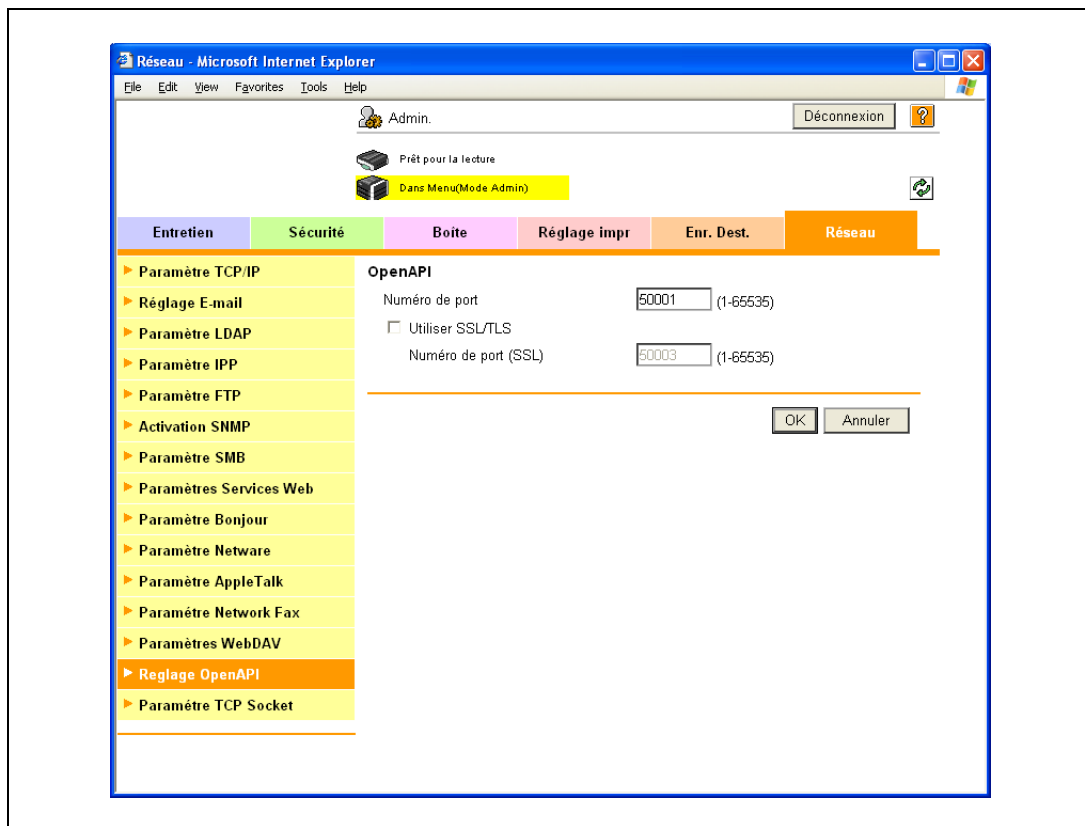 Réseau - Microsoft Internet Explorer
File Edit View Favorites Tools Help
Admin.
Déconnexion
?
Prêt pour la lecture
Dans Menu(Mode Admin)
Entretien Sécurité Boîte Réglage impr Enr. Dest. Réseau
Paramètre TCP/IP
Réglage E-mail
Paramètre LDAP
Paramètre IPP
Paramètre FTP
Activation SNMP
Paramètre SMB
Paramètres Services Web
Paramètre Bonjour
Paramètre Netware
Paramètre AppleTalk
Paramétre Network Fax
Paramètres WebDAV
Reglage OpenAPI
Paramétre TCP Socket
OpenAPI
Numéro de port 50001 (1-65535)
Utiliser SSL/TLS
Numéro de port (SSL) 50003 (1-65535)
OK Annuler